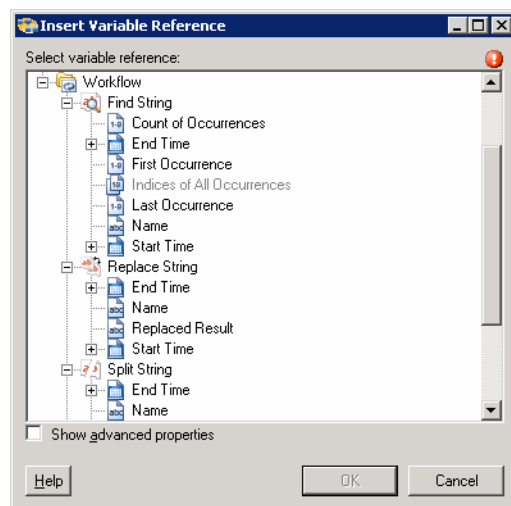 Insert Variable Reference
Select variable reference:
Workflow
Find String
Count of Occurrences
End Time
First Occurrence
Indices of All Occurrences
Last Occurrence
Name
Start Time
Replace String
End Time
Name
Replaced Result
Start Time
Split String
End Time
Name
Show advanced properties
Help
OK
Cancel